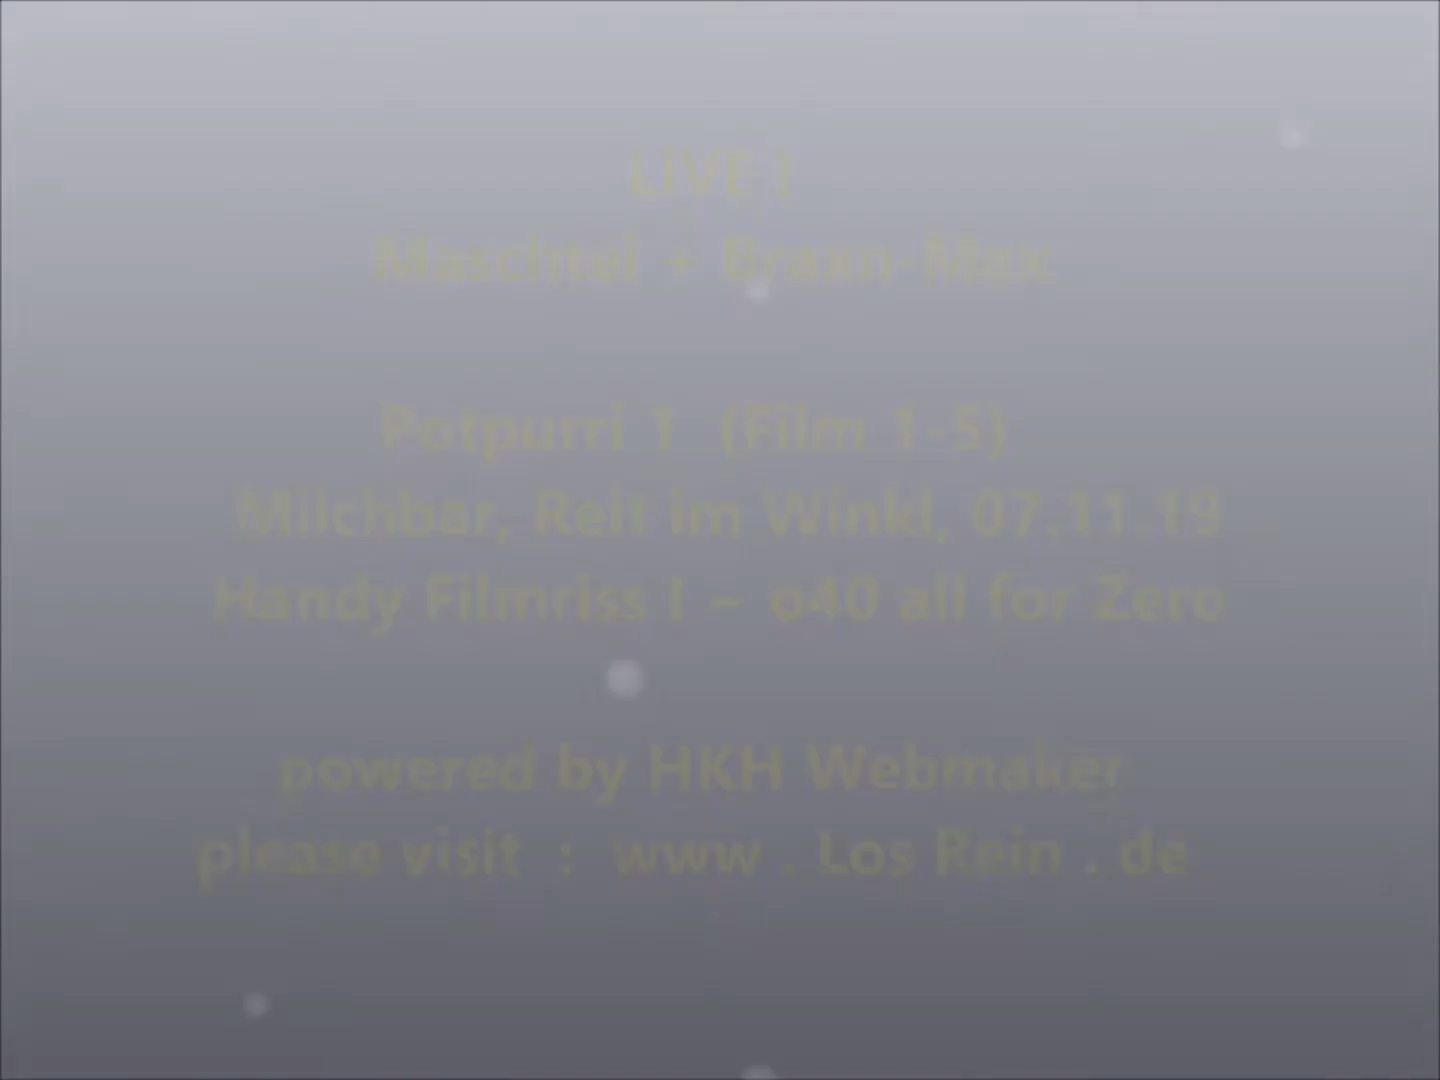 LIVE !
Maschtei + Braxn-Max
Potpurri 1 (Film 1-5)
Milchbar, Reit im Winkl, 07.11.19
Handy Filmriss ! ~ o40 all for Zero
powered by HKH Webmaker
please visit : www . Los Rein . de